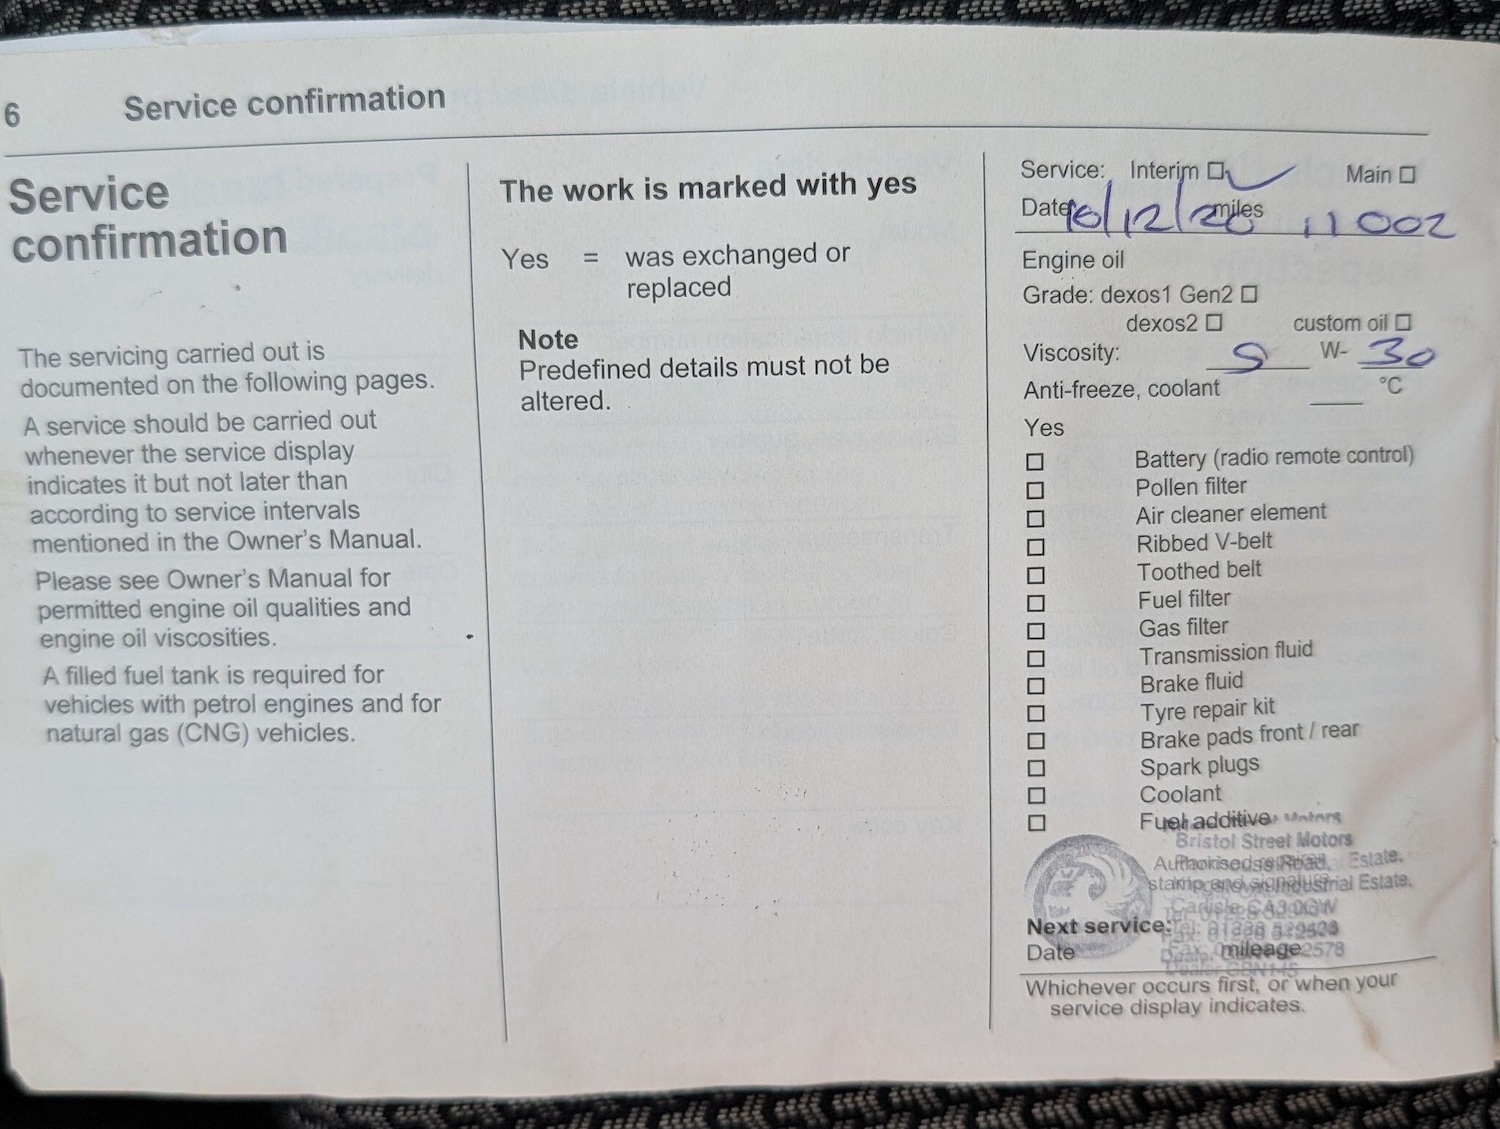 6
Service confirmation
Service
confirmation
The servicing carried out is
documented on the following pages.
A service should be carried out
whenever the service display
indicates it but not later than
according to service intervals
mentioned in the Owner's Manual.
Please see Owner's Manual for
permitted engine oil qualities and
engine oil viscosities.
A filled fuel tank is required for
vehicles with petrol engines and for
natural gas (CNG) vehicles.
The work is marked with yes
Yes = was exchanged or
replaced
Note
Predefined details must not be
altered.
Service: Interim ☐ ✓ Main ☐
Date 10/12/20 miles 11002
Engine oil
Grade: dexos1 Gen2 ☐
dexos2 ☐ custom oil ☐
Viscosity: 5 W- 30
Anti-freeze, coolant °C
Yes
☐ Battery (radio remote control)
☐ Pollen filter
☐ Air cleaner element
☐ Ribbed V-belt
☐ Toothed belt
☐ Fuel filter
☐ Gas filter
☐ Transmission fluid
☐ Brake fluid
☐ Tyre repair kit
☐ Brake pads front / rear
☐ Spark plugs
☐ Coolant
☐ Fuel additive
Bristol Street Motors
Authorised Road, Estate,
stamp and signature Industrial Estate,
Carlisle CA3 0GW
Next service: Tel:
Date mileage
Whichever occurs first, or when your
service display indicates.